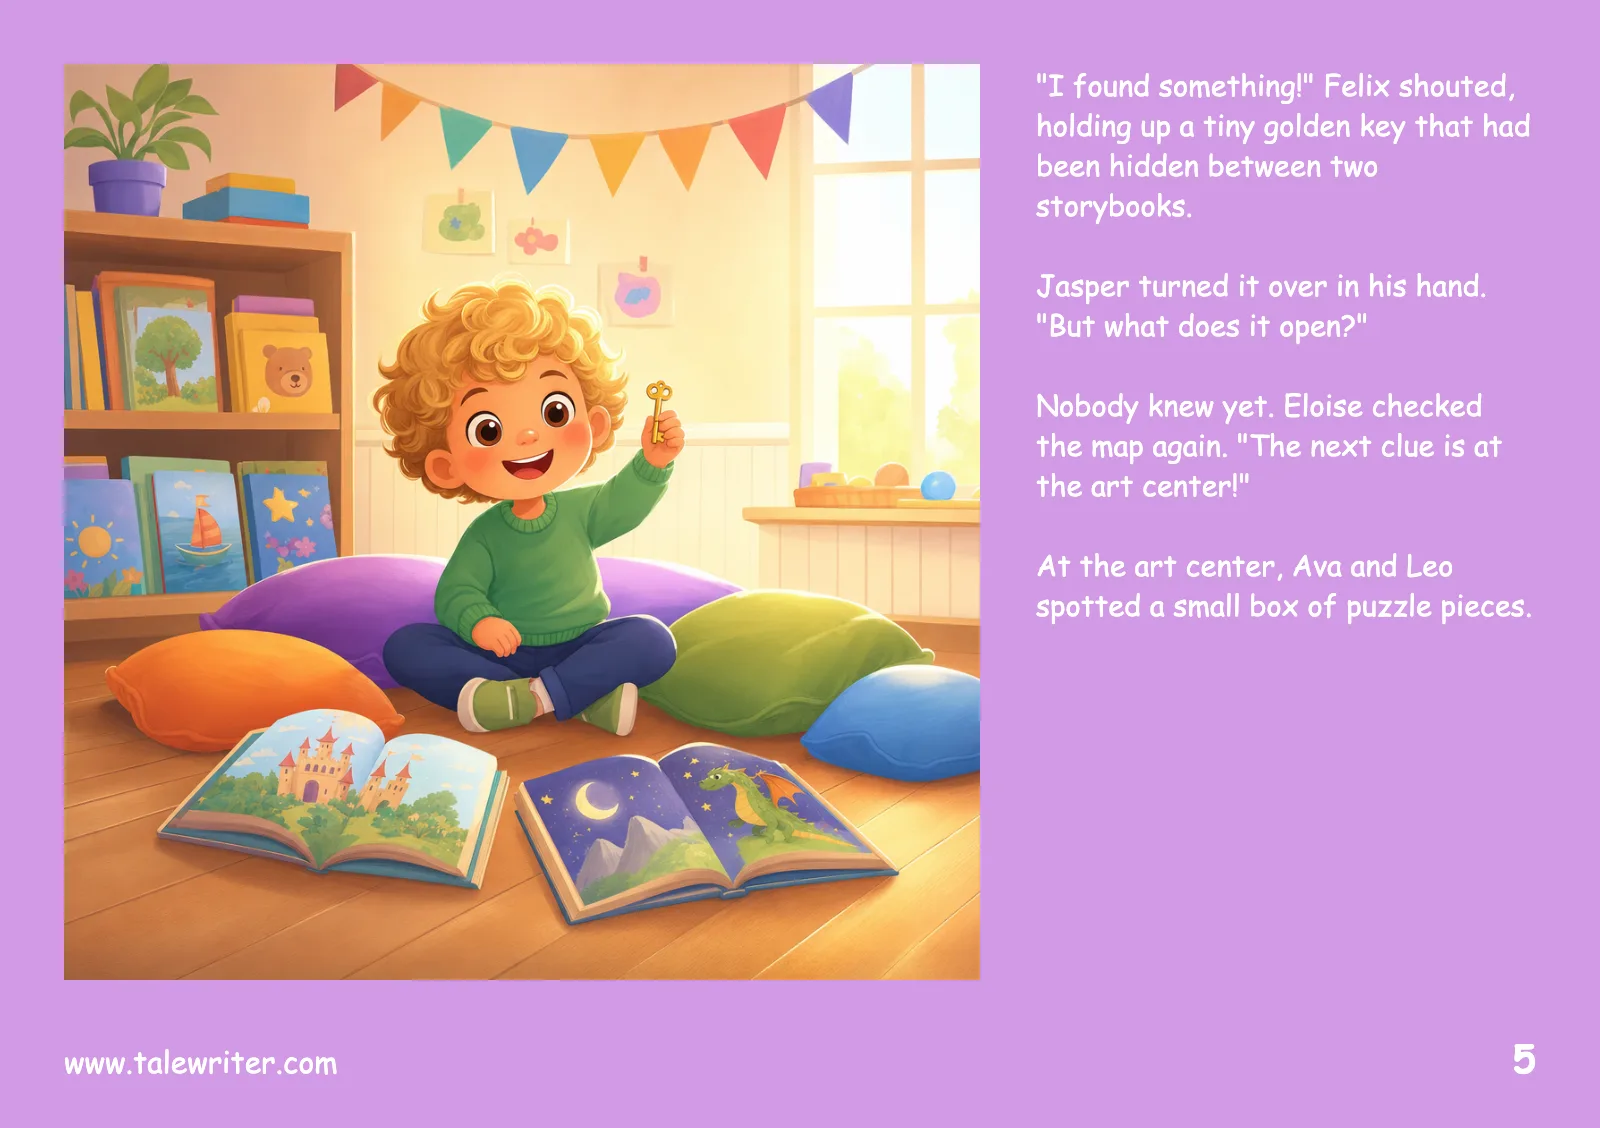 "I found something!" Felix shouted,
holding up a tiny golden key that had
been hidden between two
storybooks.
Jasper turned it over in his hand.
"But what does it open?"
Nobody knew yet. Eloise checked
the map again. "The next clue is at
the art center!"
At the art center, Ava and Leo
spotted a small box of puzzle pieces.
www.talewriter.com
5